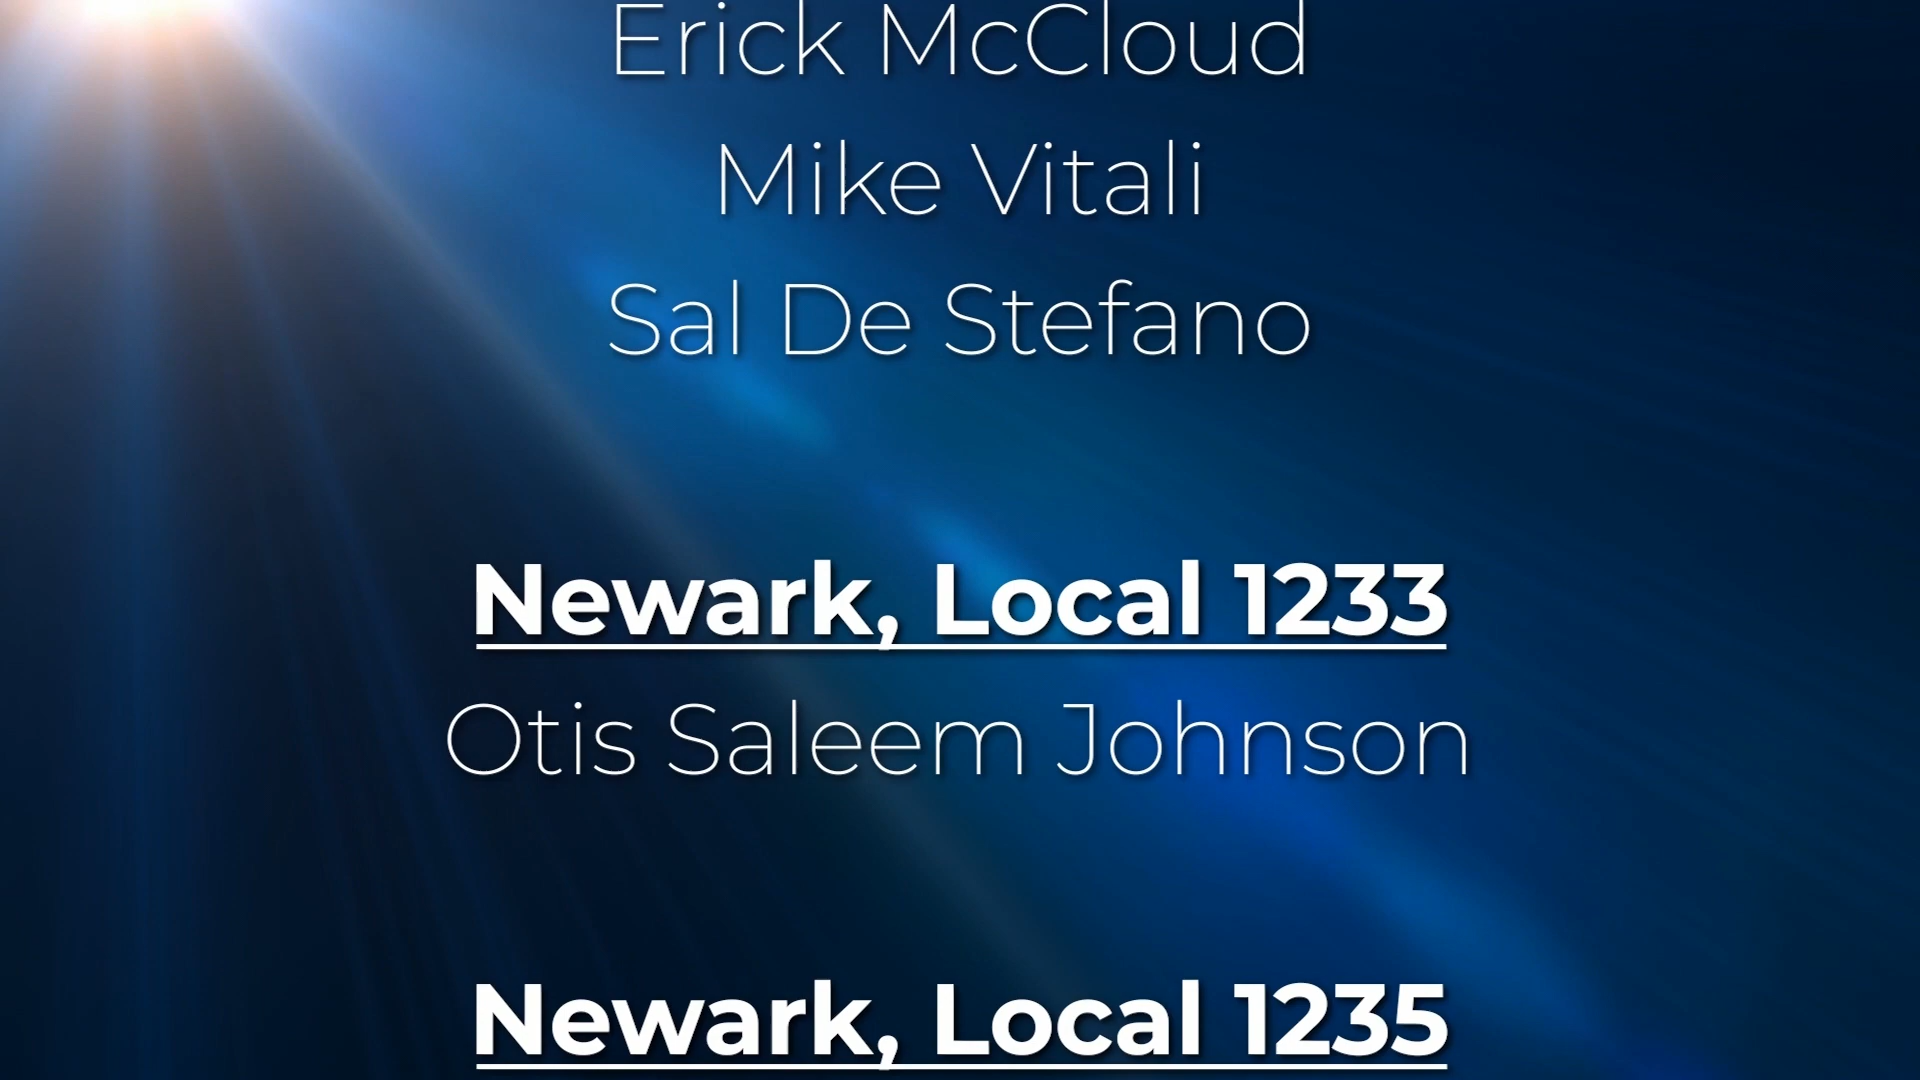 Erick McCloud
Mike Vitali
Sal De Stefano
Newark, Local 1233
Otis Saleem Johnson
Newark, Local 1235